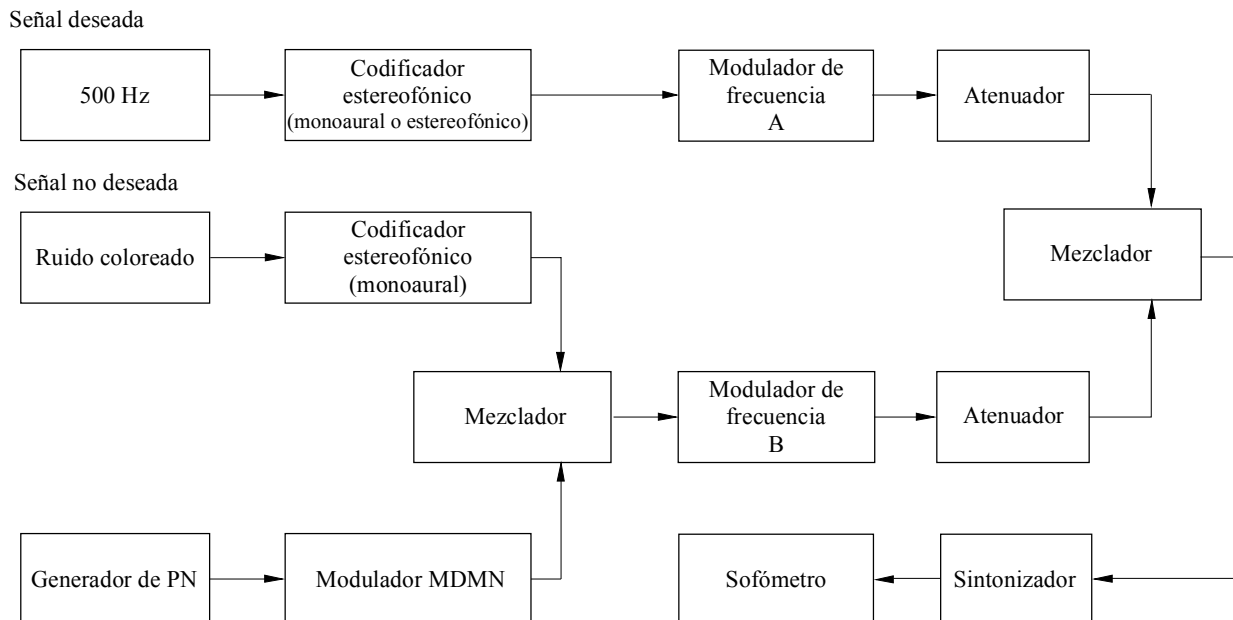 Señal deseada
500 Hz
Codificador
estereofónico
(monoaural o estereofónico)
Modulador de
frecuencia
A
Atenuador
Señal no deseada
Ruido coloreado
Codificador
estereofónico
(monoaural)
Mezclador
Mezclador
Modulador de
frecuencia
B
Atenuador
Generador de PN
Modulador MDMN
Sofómetro
Sintonizador